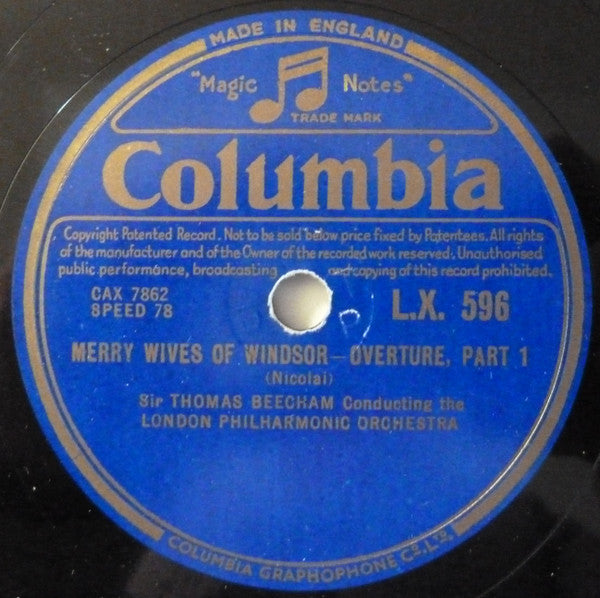 MADE IN ENGLAND
"Magic Notes"
TRADE MARK
Columbia
Copyright Patented Record. Not to be sold below price fixed by Patentees. All rights
of the manufacturer and of the Owner of the recorded work reserved. Unauthorised
public performance, broadcasting and copying of this record prohibited.
CAX 7862
SPEED 78
L.X. 596
MERRY WIVES OF WINDSOR—OVERTURE, PART 1
(Nicolai)
Sir THOMAS BEECHAM Conducting the
LONDON PHILHARMONIC ORCHESTRA
COLUMBIA GRAPHOPHONE CO. LTD.